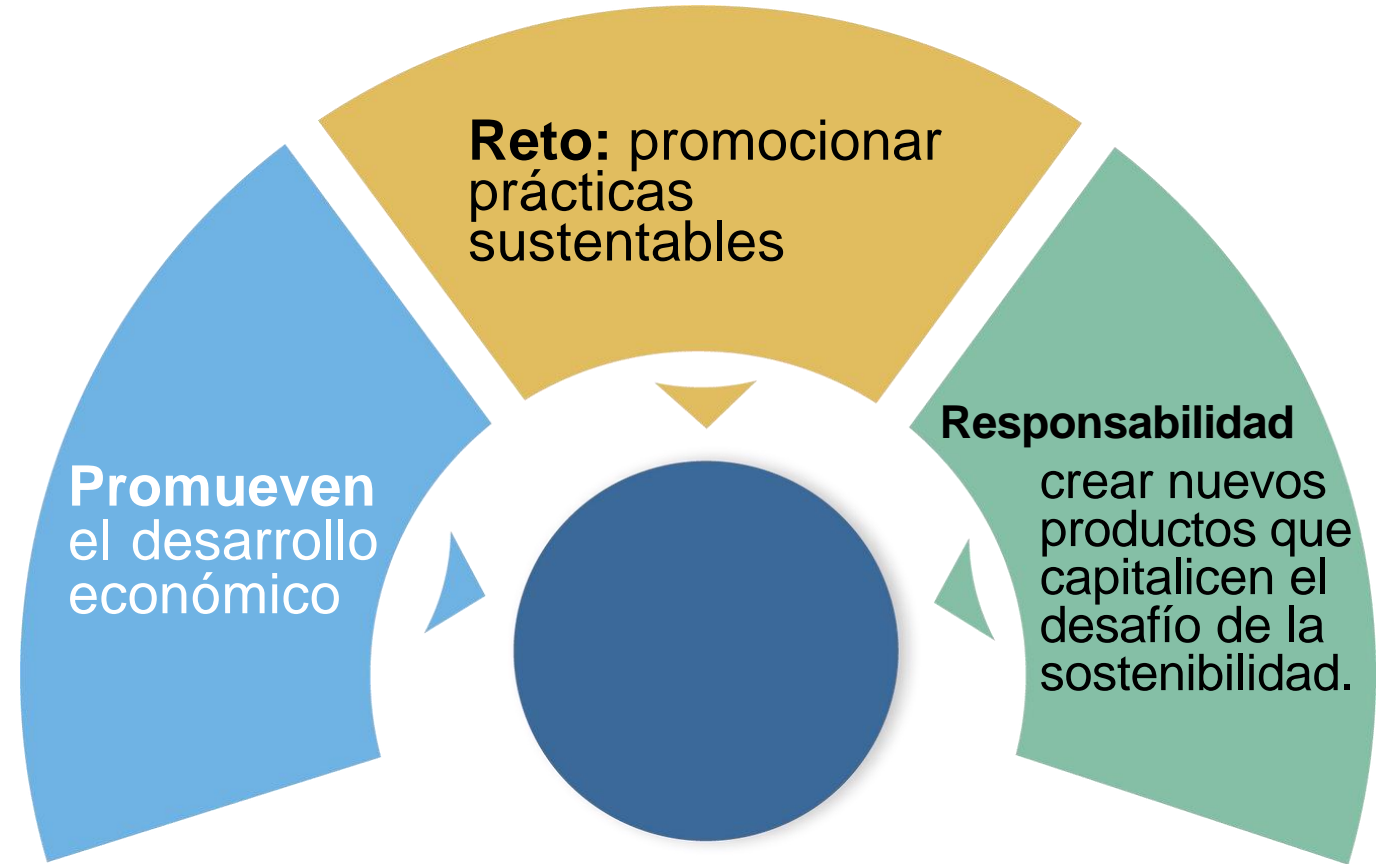 Promueven
el desarrollo
económico
Reto: promocionar
prácticas
sustentables
Responsabilidad
crear nuevos
productos que
capitalicen el
desafío de la
sostenibilidad.